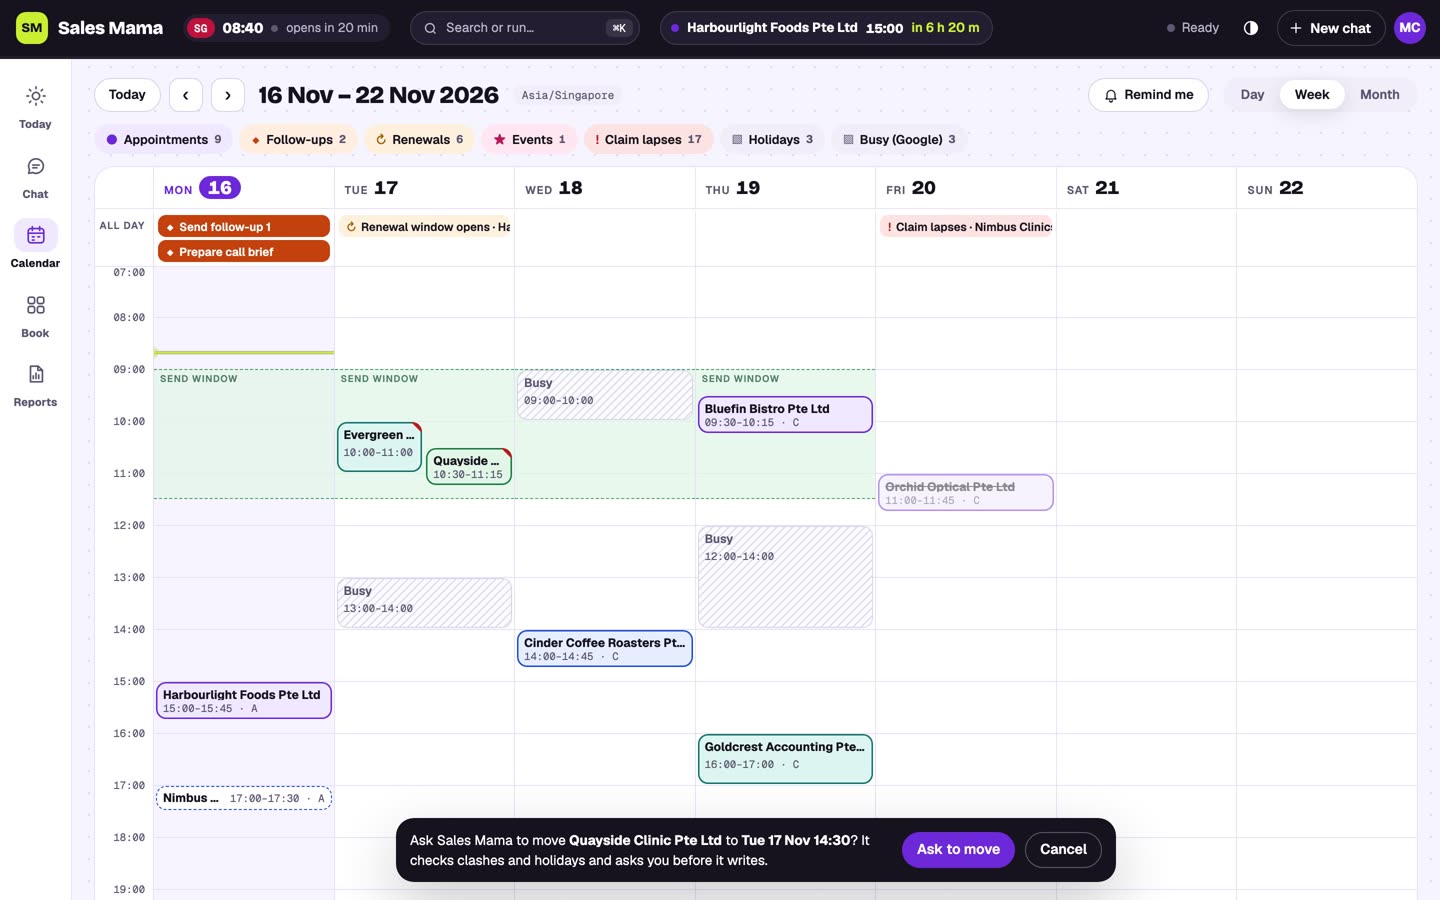 SM Sales Mama SG 08:40 opens in 20 min Search or run... ⌘K Harbourlight Foods Pte Ltd 15:00 in 6 h 20 m Ready + New chat MC
Today ‹ › 16 Nov – 22 Nov 2026 Asia/Singapore Remind me Day Week Month
Appointments 9 Follow-ups 2 Renewals 6 Events 1 ! Claim lapses 17 Holidays 3 Busy (Google) 3
Today
Chat
Calendar
Book
Reports
MON 16 TUE 17 WED 18 THU 19 FRI 20 SAT 21 SUN 22
ALL DAY Send follow-up 1 Renewal window opens · Ha ! Claim lapses · Nimbus Clinics
Prepare call brief
07:00
08:00
09:00
SEND WINDOW SEND WINDOW Busy SEND WINDOW
09:00–10:00
Bluefin Bistro Pte Ltd
09:30–10:15 · C
10:00
Evergreen ...
10:00–11:00
Quayside ...
10:30–11:15
11:00
Orchid Optical Pte Ltd
11:00–11:45 · C
12:00
Busy
12:00–14:00
13:00
Busy
13:00–14:00
14:00
Cinder Coffee Roasters Pt...
14:00–14:45 · C
15:00
Harbourlight Foods Pte Ltd
15:00–15:45 · A
16:00
Goldcrest Accounting Pte...
16:00–17:00 · C
17:00
Nimbus ... 17:00–17:30 · A
18:00
Ask Sales Mama to move Quayside Clinic Pte Ltd to Tue 17 Nov 14:30? It
checks clashes and holidays and asks you before it writes.
Ask to move Cancel
19:00